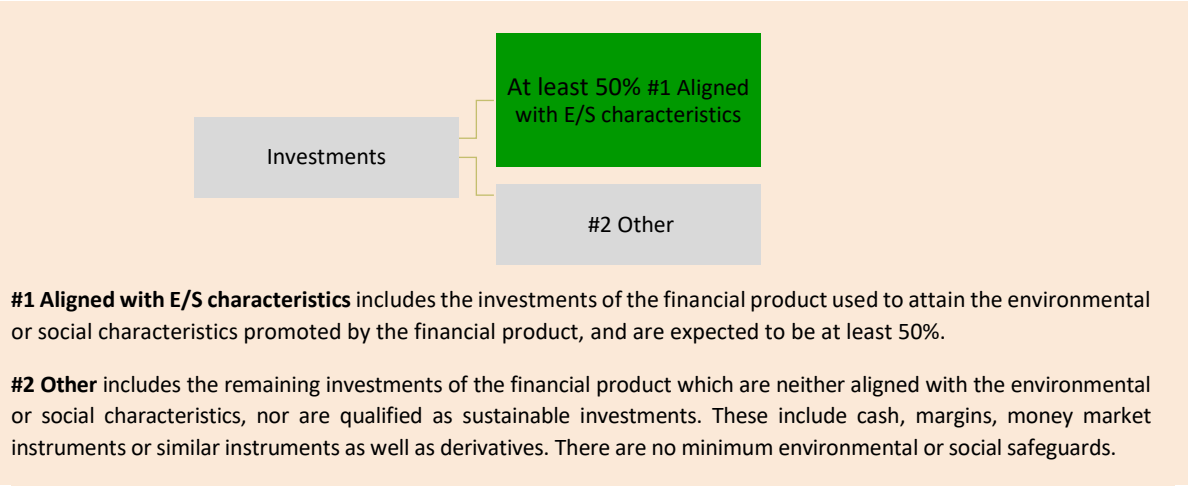 At least 50% #1 Aligned
with E/S characteristics
Investments
#2 Other
#1 Aligned with E/S characteristics includes the investments of the financial product used to attain the environmental
or social characteristics promoted by the financial product, and are expected to be at least 50%.
#2 Other includes the remaining investments of the financial product which are neither aligned with the environmental
or social characteristics, nor are qualified as sustainable investments. These include cash, margins, money market
instruments or similar instruments as well as derivatives. There are no minimum environmental or social safeguards.